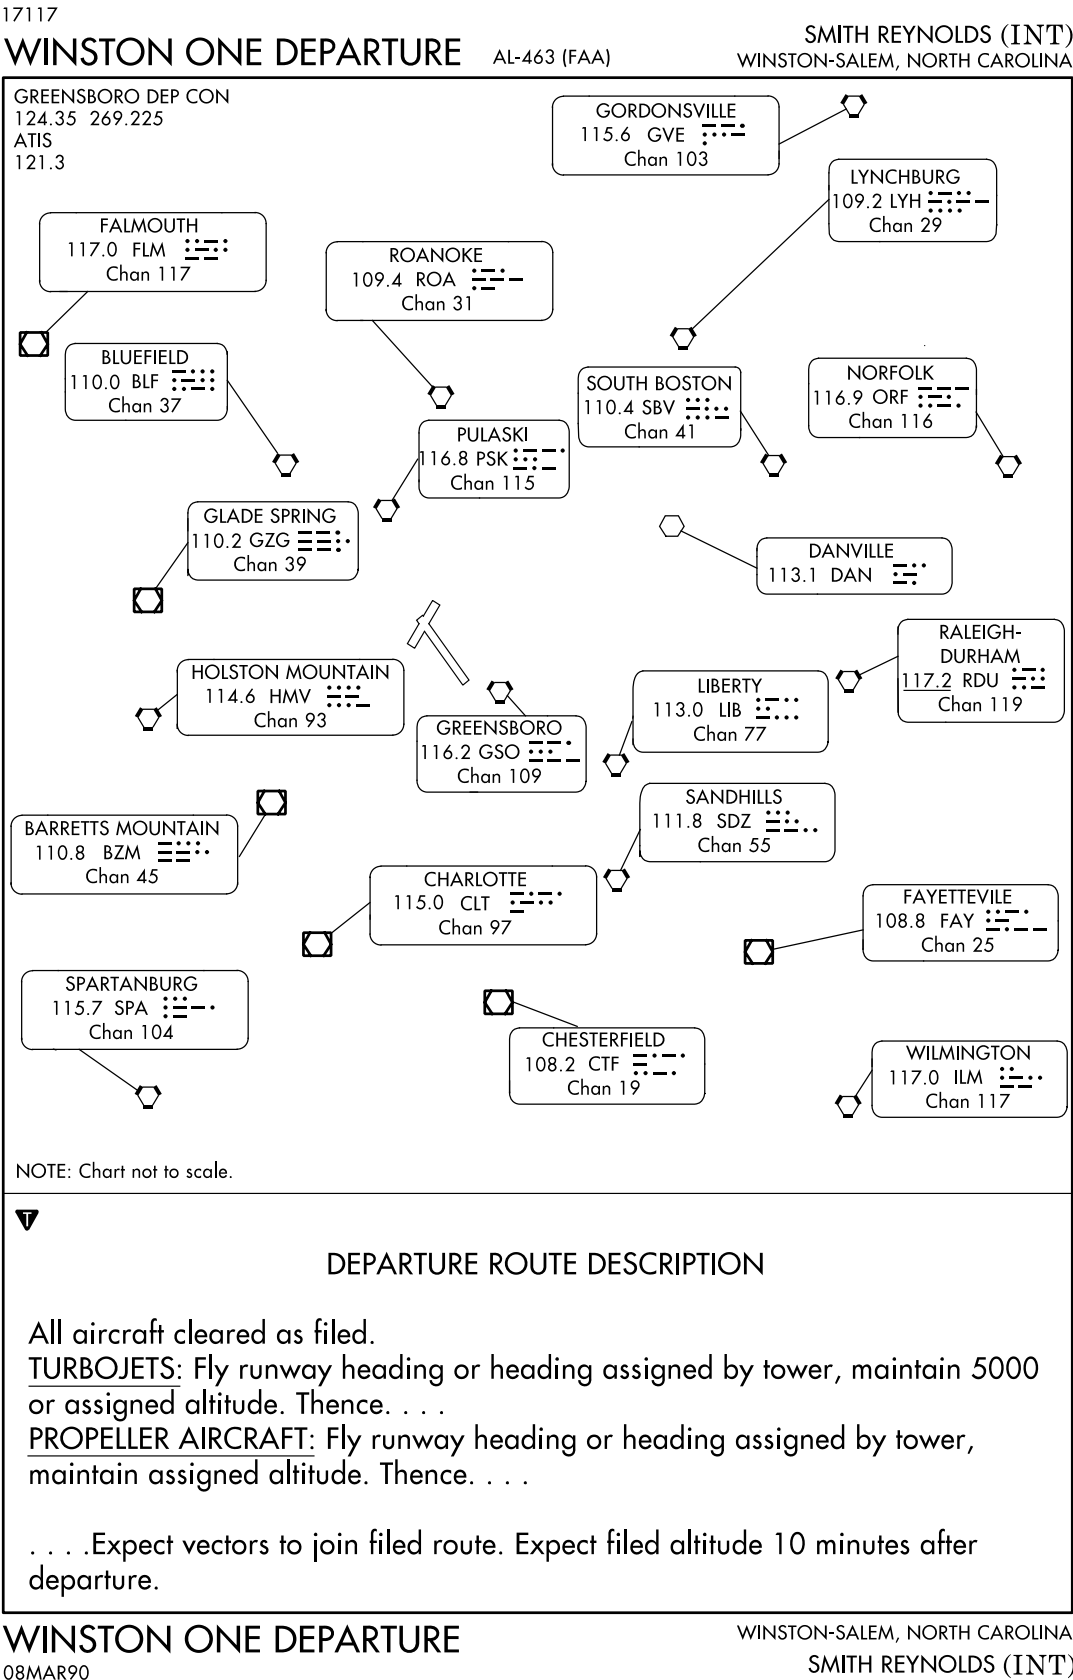 17117
WINSTON ONE DEPARTURE
AL-463 (FAA)
SMITH REYNOLDS (INT)
WINSTON-SALEM, NORTH CAROLINA
GREENSBORO DEP CON
124.35 269.225
ATIS
121.3
GORDONSVILLE
115.6 GVE
Chan 103
LYNCHBURG
109.2 LYH
Chan 29
FALMOUTH
117.0 FLM
Chan 117
ROANOKE
109.4 ROA
Chan 31
BLUEFIELD
110.0 BLF
Chan 37
SOUTH BOSTON
110.4 SBV
Chan 41
NORFOLK
116.9 ORF
Chan 116
PULASKI
116.8 PSK
Chan 115
GLADE SPRING
110.2 GZG
Chan 39
DANVILLE
113.1 DAN
RALEIGH-
DURHAM
117.2 RDU
Chan 119
HOLSTON MOUNTAIN
114.6 HMV
Chan 93
LIBERTY
113.0 LIB
Chan 77
GREENSBORO
116.2 GSO
Chan 109
SANDHILLS
111.8 SDZ
Chan 55
BARRETTS MOUNTAIN
110.8 BZM
Chan 45
CHARLOTTE
115.0 CLT
Chan 97
FAYETTEVILE
108.8 FAY
Chan 25
SPARTANBURG
115.7 SPA
Chan 104
CHESTERFIELD
108.2 CTF
Chan 19
WILMINGTON
117.0 ILM
Chan 117
NOTE: Chart not to scale.
T
DEPARTURE ROUTE DESCRIPTION
All aircraft cleared as filed.
TURBOJETS: Fly runway heading or heading assigned by tower, maintain 5000
or assigned altitude. Thence. . . .
PROPELLER AIRCRAFT: Fly runway heading or heading assigned by tower,
maintain assigned altitude. Thence. . . .
. . . .Expect vectors to join filed route. Expect filed altitude 10 minutes after
departure.
WINSTON ONE DEPARTURE
08MAR90
WINSTON-SALEM, NORTH CAROLINA
SMITH REYNOLDS (INT)